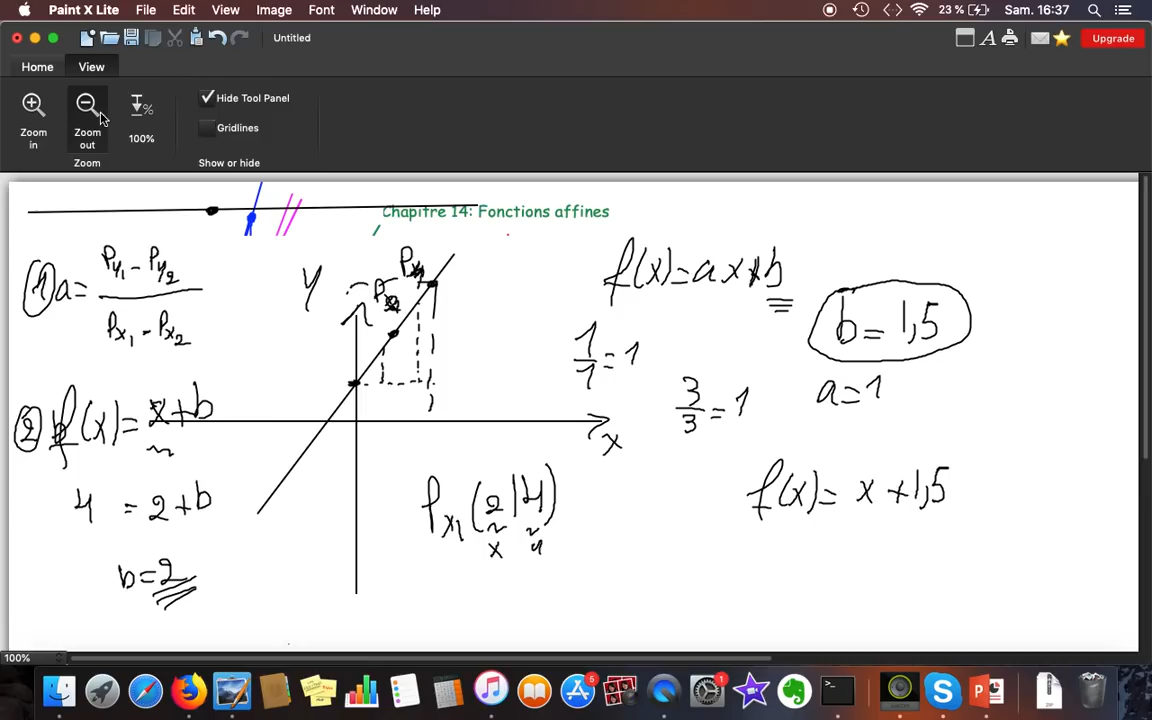 Paint X Lite File Edit View Image Font Window Help 23 % Sam. 16:37
Untitled
Upgrade
Home View
Hide Tool Panel
Gridlines
Zoom in
Zoom out
100%
Zoom
Show or hide
Chapitre 14: Fonctions affines
① a = (Py₁ - Py₂) / (Px₁ - Px₂)
y
f(x) = ax + b
b = 1,5
1/1 = 1
3/3 = 1
a = 1
② f(x) = x + b
x
4 = 2 + b
Px₁ (2 | 4)
x y
f(x) = x + 1,5
b = 2
100%
5
1